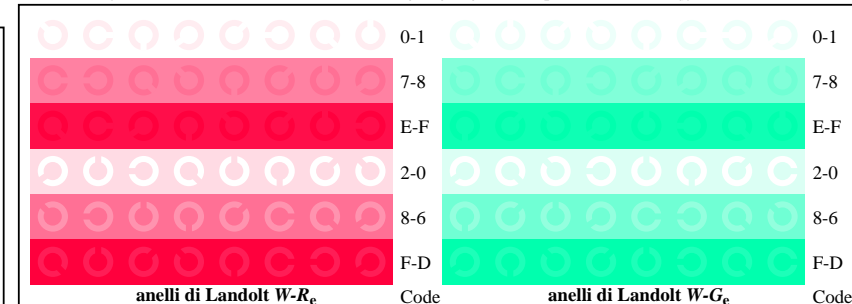 0-1 0-1
7-8 7-8
E-F E-F
2-0 2-0
8-6 8-6
F-D F-D
anelli di Landolt W-Re Code anelli di Landolt W-Ge Code